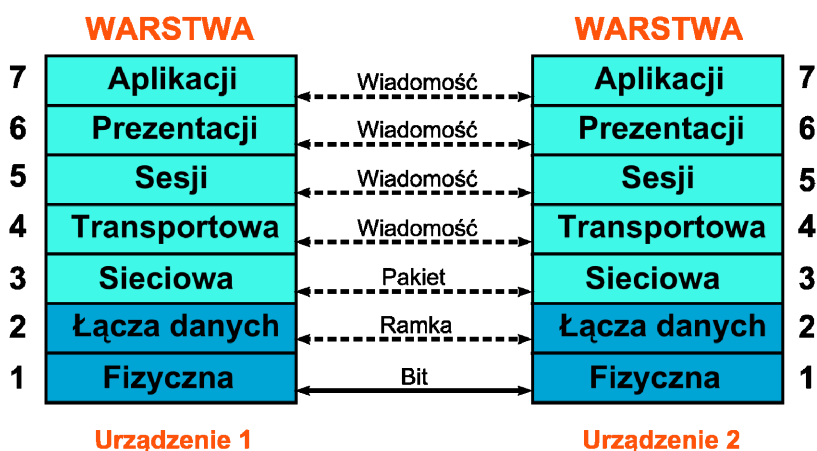 WARSTWA WARSTWA
7 Aplikacji Wiadomość Aplikacji 7
6 Prezentacji Wiadomość Prezentacji 6
5 Sesji Wiadomość Sesji 5
4 Transportowa Wiadomość Transportowa 4
3 Sieciowa Pakiet Sieciowa 3
2 Łącza danych Ramka Łącza danych 2
1 Fizyczna Bit Fizyczna 1
Urządzenie 1 Urządzenie 2